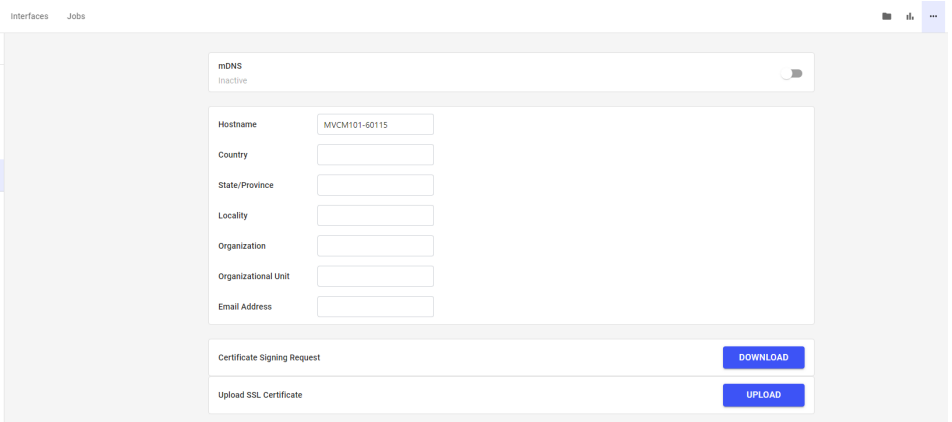 Interfaces Jobs
mDNS
Inactive
Hostname MVCM101-60115
Country
State/Province
Locality
Organization
Organizational Unit
Email Address
Certificate Signing Request DOWNLOAD
Upload SSL Certificate UPLOAD